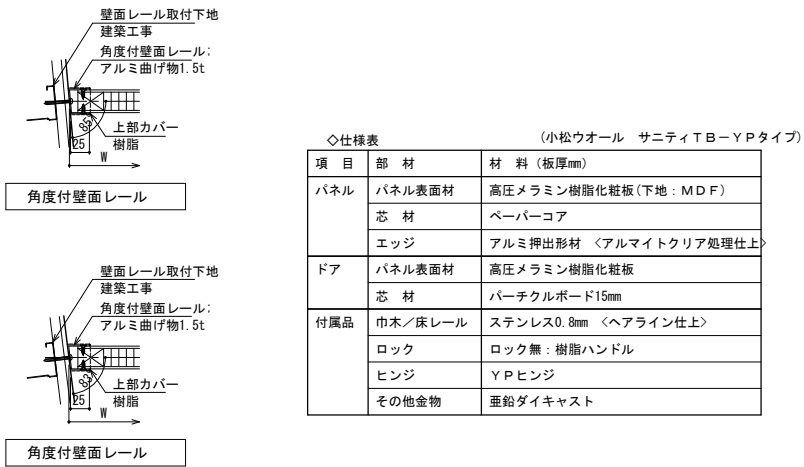 壁面レール取付下地
建築工事
角度付壁面レール:
アルミ曲げ物1.5t
85
上部カバー
樹脂
25
W
角度付壁面レール
壁面レール取付下地
建築工事
角度付壁面レール:
アルミ曲げ物1.5t
83
上部カバー
樹脂
25
W
角度付壁面レール
◇仕様表 (小松ウオール サニティTB-YPタイプ)
項 目 部 材 材 料(板厚mm)
パネル パネル表面材 高圧メラミン樹脂化粧板(下地:MDF)
芯 材 ペーパーコア
エッジ アルミ押出形材 〈アルマイトクリア処理仕上〉
ドア パネル表面材 高圧メラミン樹脂化粧板
芯 材 パーチクルボード15mm
付属品 巾木/床レール ステンレス0.8mm 〈ヘアライン仕上〉
ロック ロック無:樹脂ハンドル
ヒンジ YPヒンジ
その他金物 亜鉛ダイキャスト